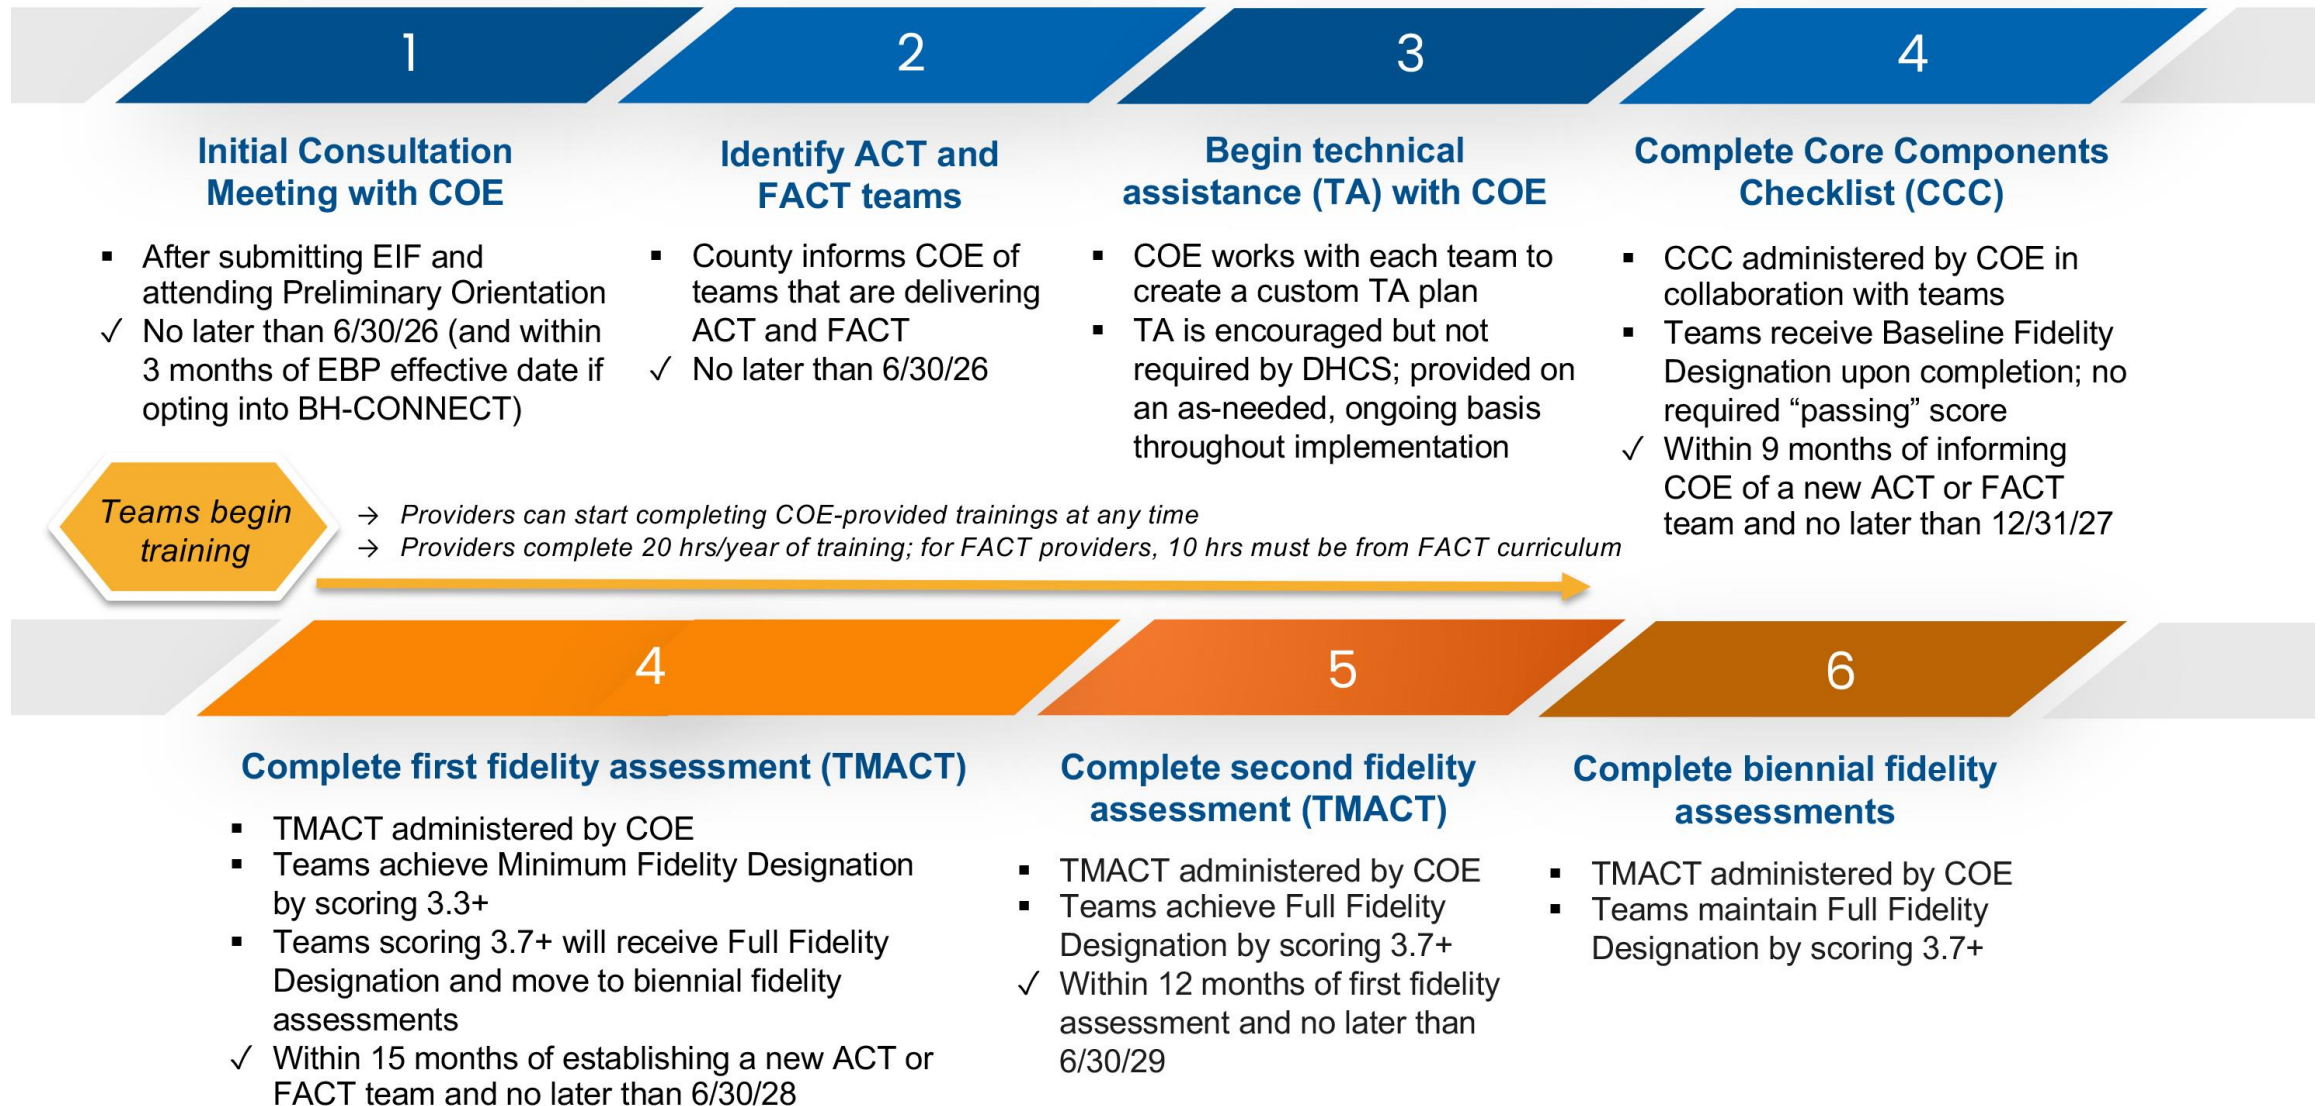 1
2
3
4
Initial Consultation
Meeting with COE
▪ After submitting EIF and
attending Preliminary Orientation
✓ No later than 6/30/26 (and within
3 months of EBP effective date if
opting into BH-CONNECT)
Identify ACT and
FACT teams
▪ County informs COE of
teams that are delivering
ACT and FACT
✓ No later than 6/30/26
Begin technical
assistance (TA) with COE
▪ COE works with each team to
create a custom TA plan
▪ TA is encouraged but not
required by DHCS; provided on
an as-needed, ongoing basis
throughout implementation
Complete Core Components
Checklist (CCC)
▪ CCC administered by COE in
collaboration with teams
▪ Teams receive Baseline Fidelity
Designation upon completion; no
required “passing” score
✓ Within 9 months of informing
COE of a new ACT or FACT
team and no later than 12/31/27
Teams begin
training
→ Providers can start completing COE-provided trainings at any time
→ Providers complete 20 hrs/year of training; for FACT providers, 10 hrs must be from FACT curriculum
4
5
6
Complete first fidelity assessment (TMACT)
▪ TMACT administered by COE
▪ Teams achieve Minimum Fidelity Designation
by scoring 3.3+
▪ Teams scoring 3.7+ will receive Full Fidelity
Designation and move to biennial fidelity
assessments
✓ Within 15 months of establishing a new ACT or
FACT team and no later than 6/30/28
Complete second fidelity
assessment (TMACT)
▪ TMACT administered by COE
▪ Teams achieve Full Fidelity
Designation by scoring 3.7+
✓ Within 12 months of first fidelity
assessment and no later than
6/30/29
Complete biennial fidelity
assessments
▪ TMACT administered by COE
▪ Teams maintain Full Fidelity
Designation by scoring 3.7+